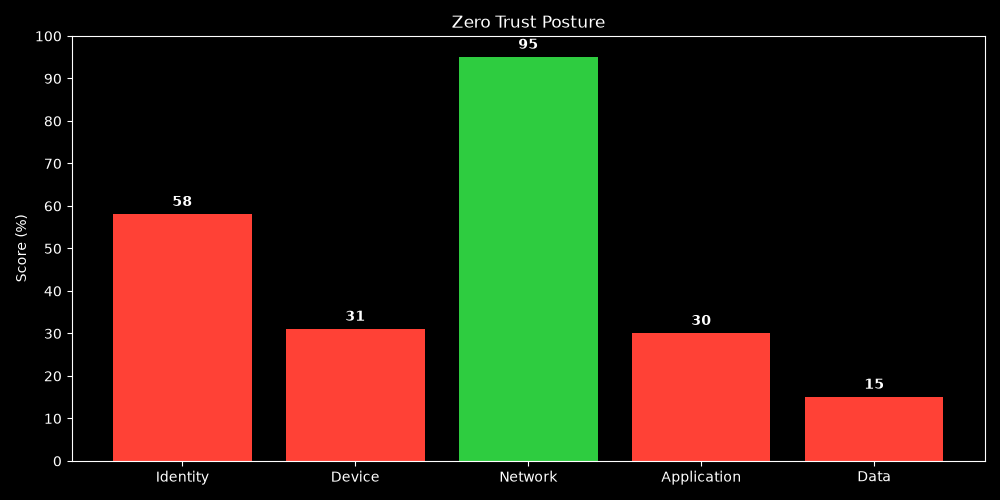 Zero Trust Posture
Score (%)
100
90
80
70
60
50
40
30
20
10
0
58
31
95
30
15
Identity
Device
Network
Application
Data